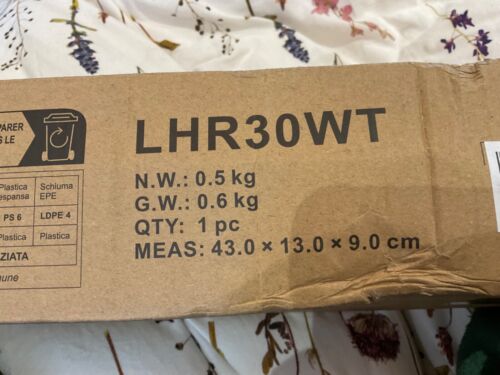 PARER
S LE
Plastica
espansa
Schiuma
EPE
PS 6
LDPE 4
Plastica
Plastica
ZIATA
une
LHR30WT
N.W.: 0.5 kg
G.W.: 0.6 kg
QTY: 1 pc
MEAS: 43.0 × 13.0 × 9.0 cm